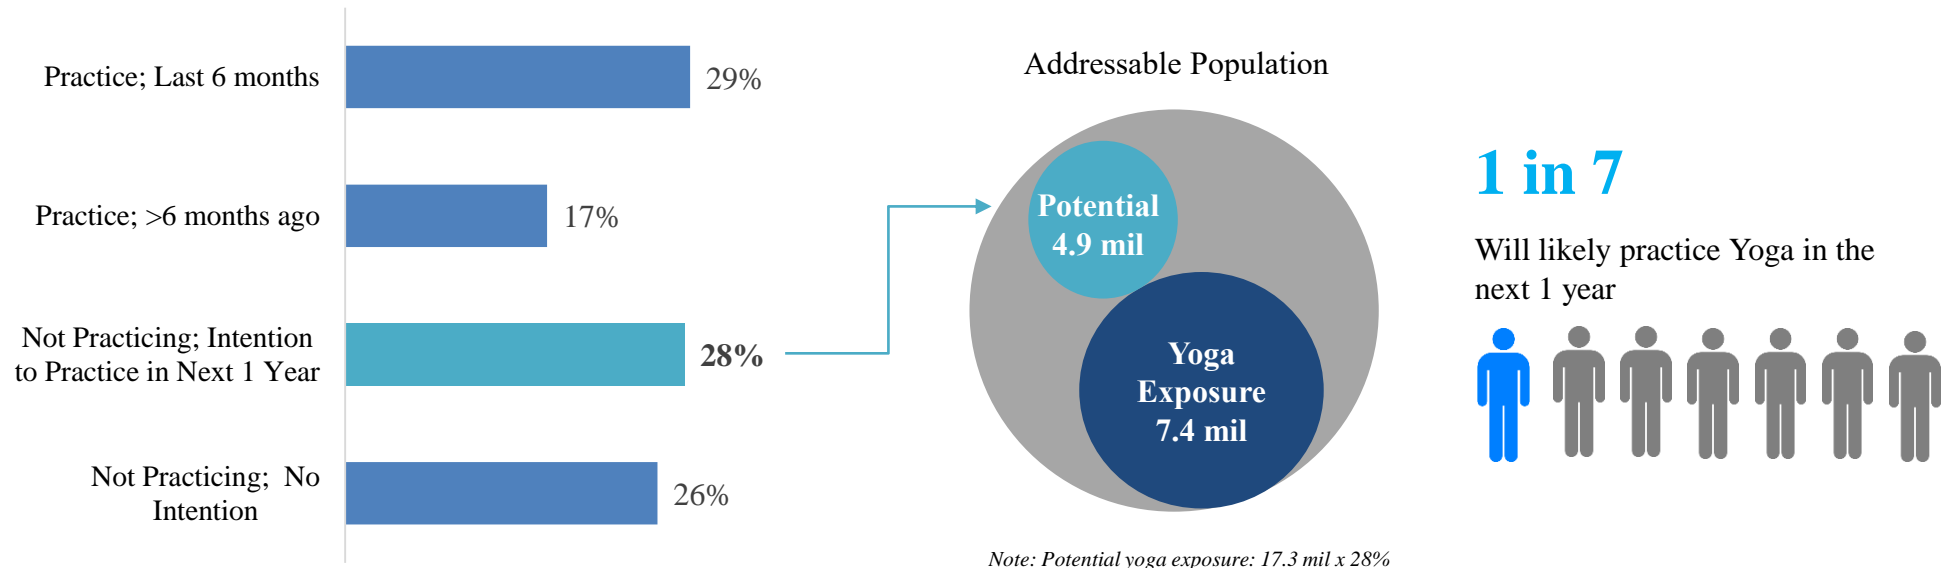 Practice; Last 6 months
29%
Practice; >6 months ago
17%
Not Practicing; Intention
to Practice in Next 1 Year
28%
Not Practicing; No
Intention
26%
Addressable Population
Potential
4.9 mil
Yoga
Exposure
7.4 mil
Note: Potential yoga exposure: 17.3 mil x 28%
1 in 7
Will likely practice Yoga in the
next 1 year